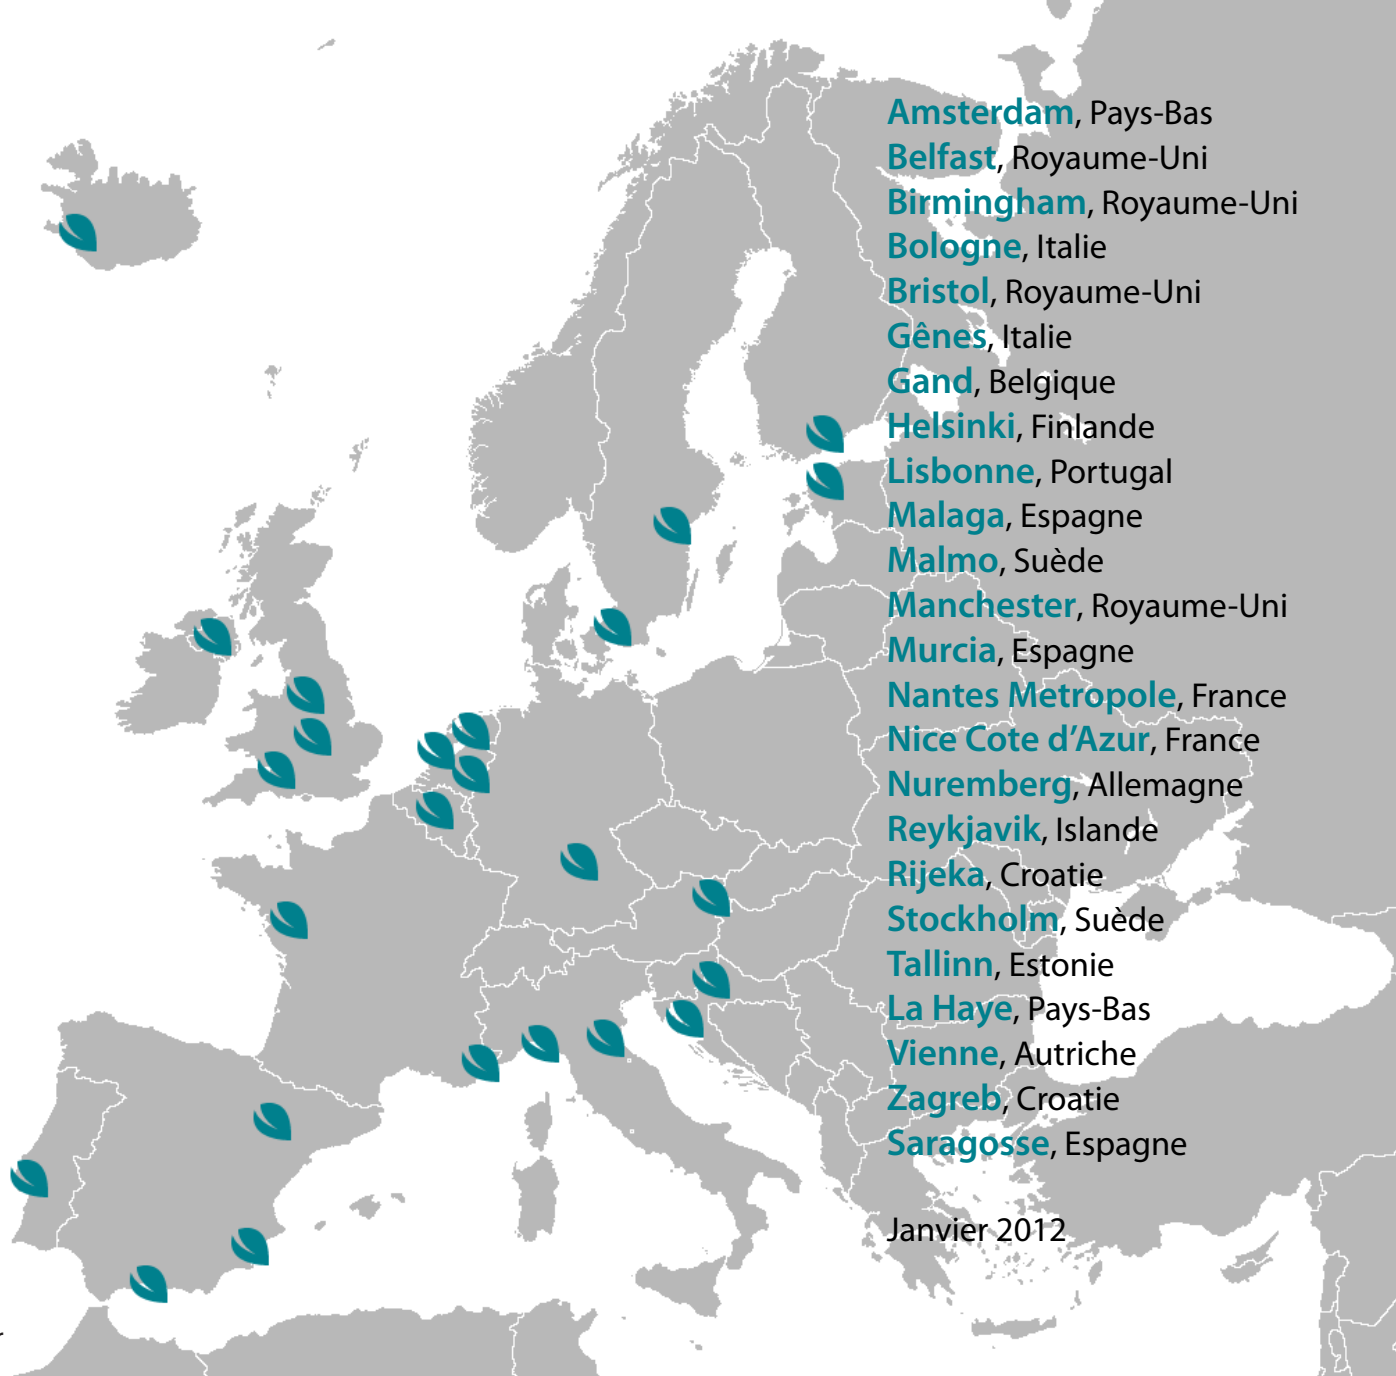 Amsterdam, Pays-Bas
Belfast, Royaume-Uni
Birmingham, Royaume-Uni
Bologne, Italie
Bristol, Royaume-Uni
Gênes, Italie
Gand, Belgique
Helsinki, Finlande
Lisbonne, Portugal
Malaga, Espagne
Malmo, Suède
Manchester, Royaume-Uni
Murcia, Espagne
Nantes Metropole, France
Nice Cote d’Azur, France
Nuremberg, Allemagne
Reykjavik, Islande
Rijeka, Croatie
Stockholm, Suède
Tallinn, Estonie
La Haye, Pays-Bas
Vienne, Autriche
Zagreb, Croatie
Saragosse, Espagne
Janvier 2012